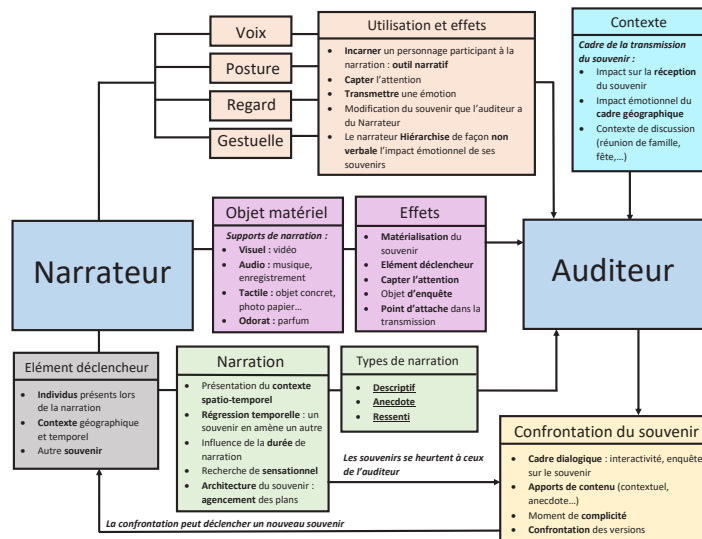 Voix
Posture
Regard
Gestuelle
Utilisation et effets
• Incarner un personnage participant à la
narration : outil narratif
• Capter l'attention
• Transmettre une émotion
• Modification du souvenir que l'auditeur a
du Narrateur
• Le narrateur Hiérarchise de façon non
verbale l'impact émotionnel de ses
souvenirs
Contexte
Cadre de la transmission
du souvenir :
• Impact sur la réception
du souvenir
• Impact émotionnel du
cadre géographique
• Contexte de discussion
(réunion de famille,
fête,…)
Narrateur
Objet matériel
Supports de narration :
• Visuel : vidéo
• Audio : musique,
enregistrement
• Tactile : objet concret,
photo papier…
• Odorat : parfum
Effets
• Matérialisation du
souvenir
• Elément déclencheur
• Capter l'attention
• Objet d'enquête
• Point d'attache dans la
transmission
Auditeur
Elément déclencheur
• Individus présents lors
de la narration
• Contexte géographique
et temporel
• Autre souvenir
Narration
• Présentation du contexte
spatio-temporel
• Régression temporelle : un
souvenir en amène un autre
• Influence de la durée de
narration
• Recherche de sensationnel
• Architecture du souvenir :
agencement des plans
Types de narration
• Descriptif
• Anecdote
• Ressenti
Les souvenirs se heurtent à ceux
de l'auditeur
Confrontation du souvenir
• Cadre dialogique : interactivité, enquête
sur le souvenir
• Apports de contenu (contextuel,
anecdote…)
• Moment de complicité
• Confrontation des versions
La confrontation peut déclencher un nouveau souvenir